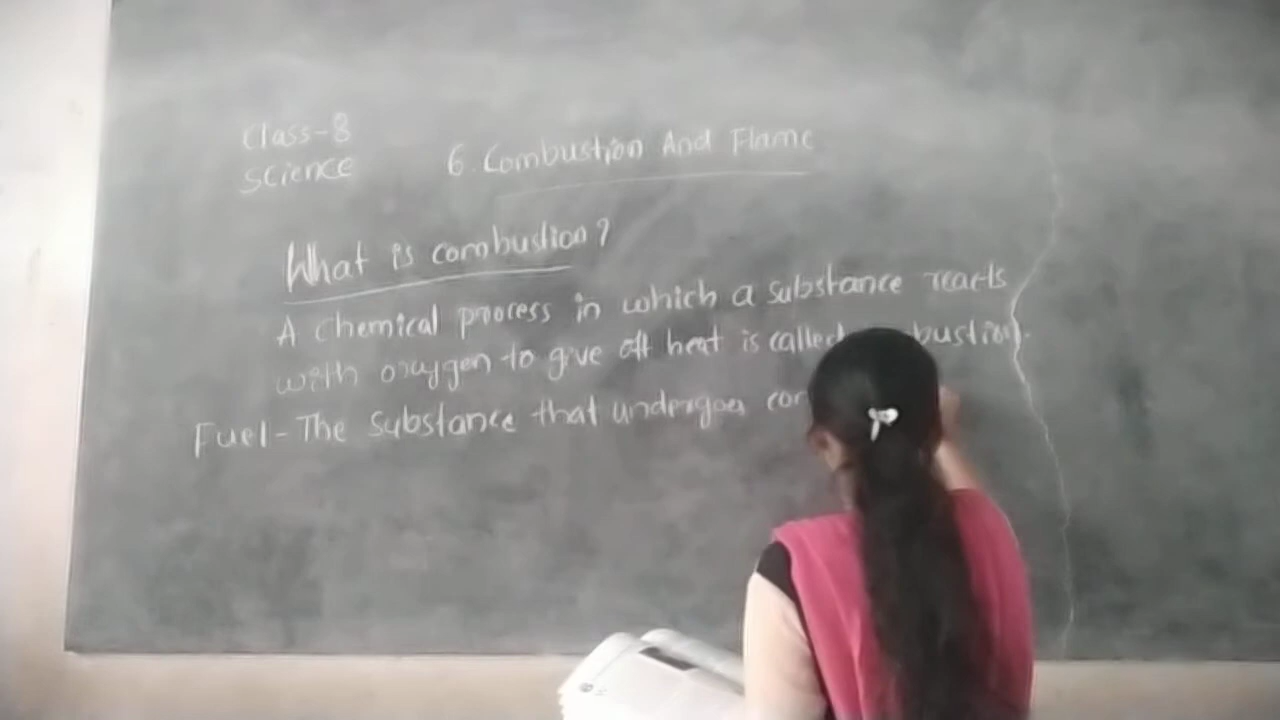 Class-8
Science
6. Combustion And Flame
What is combustion?
A chemical process in which a substance reacts
with oxygen to give off heat is called
Fuel - The substance that undergoes